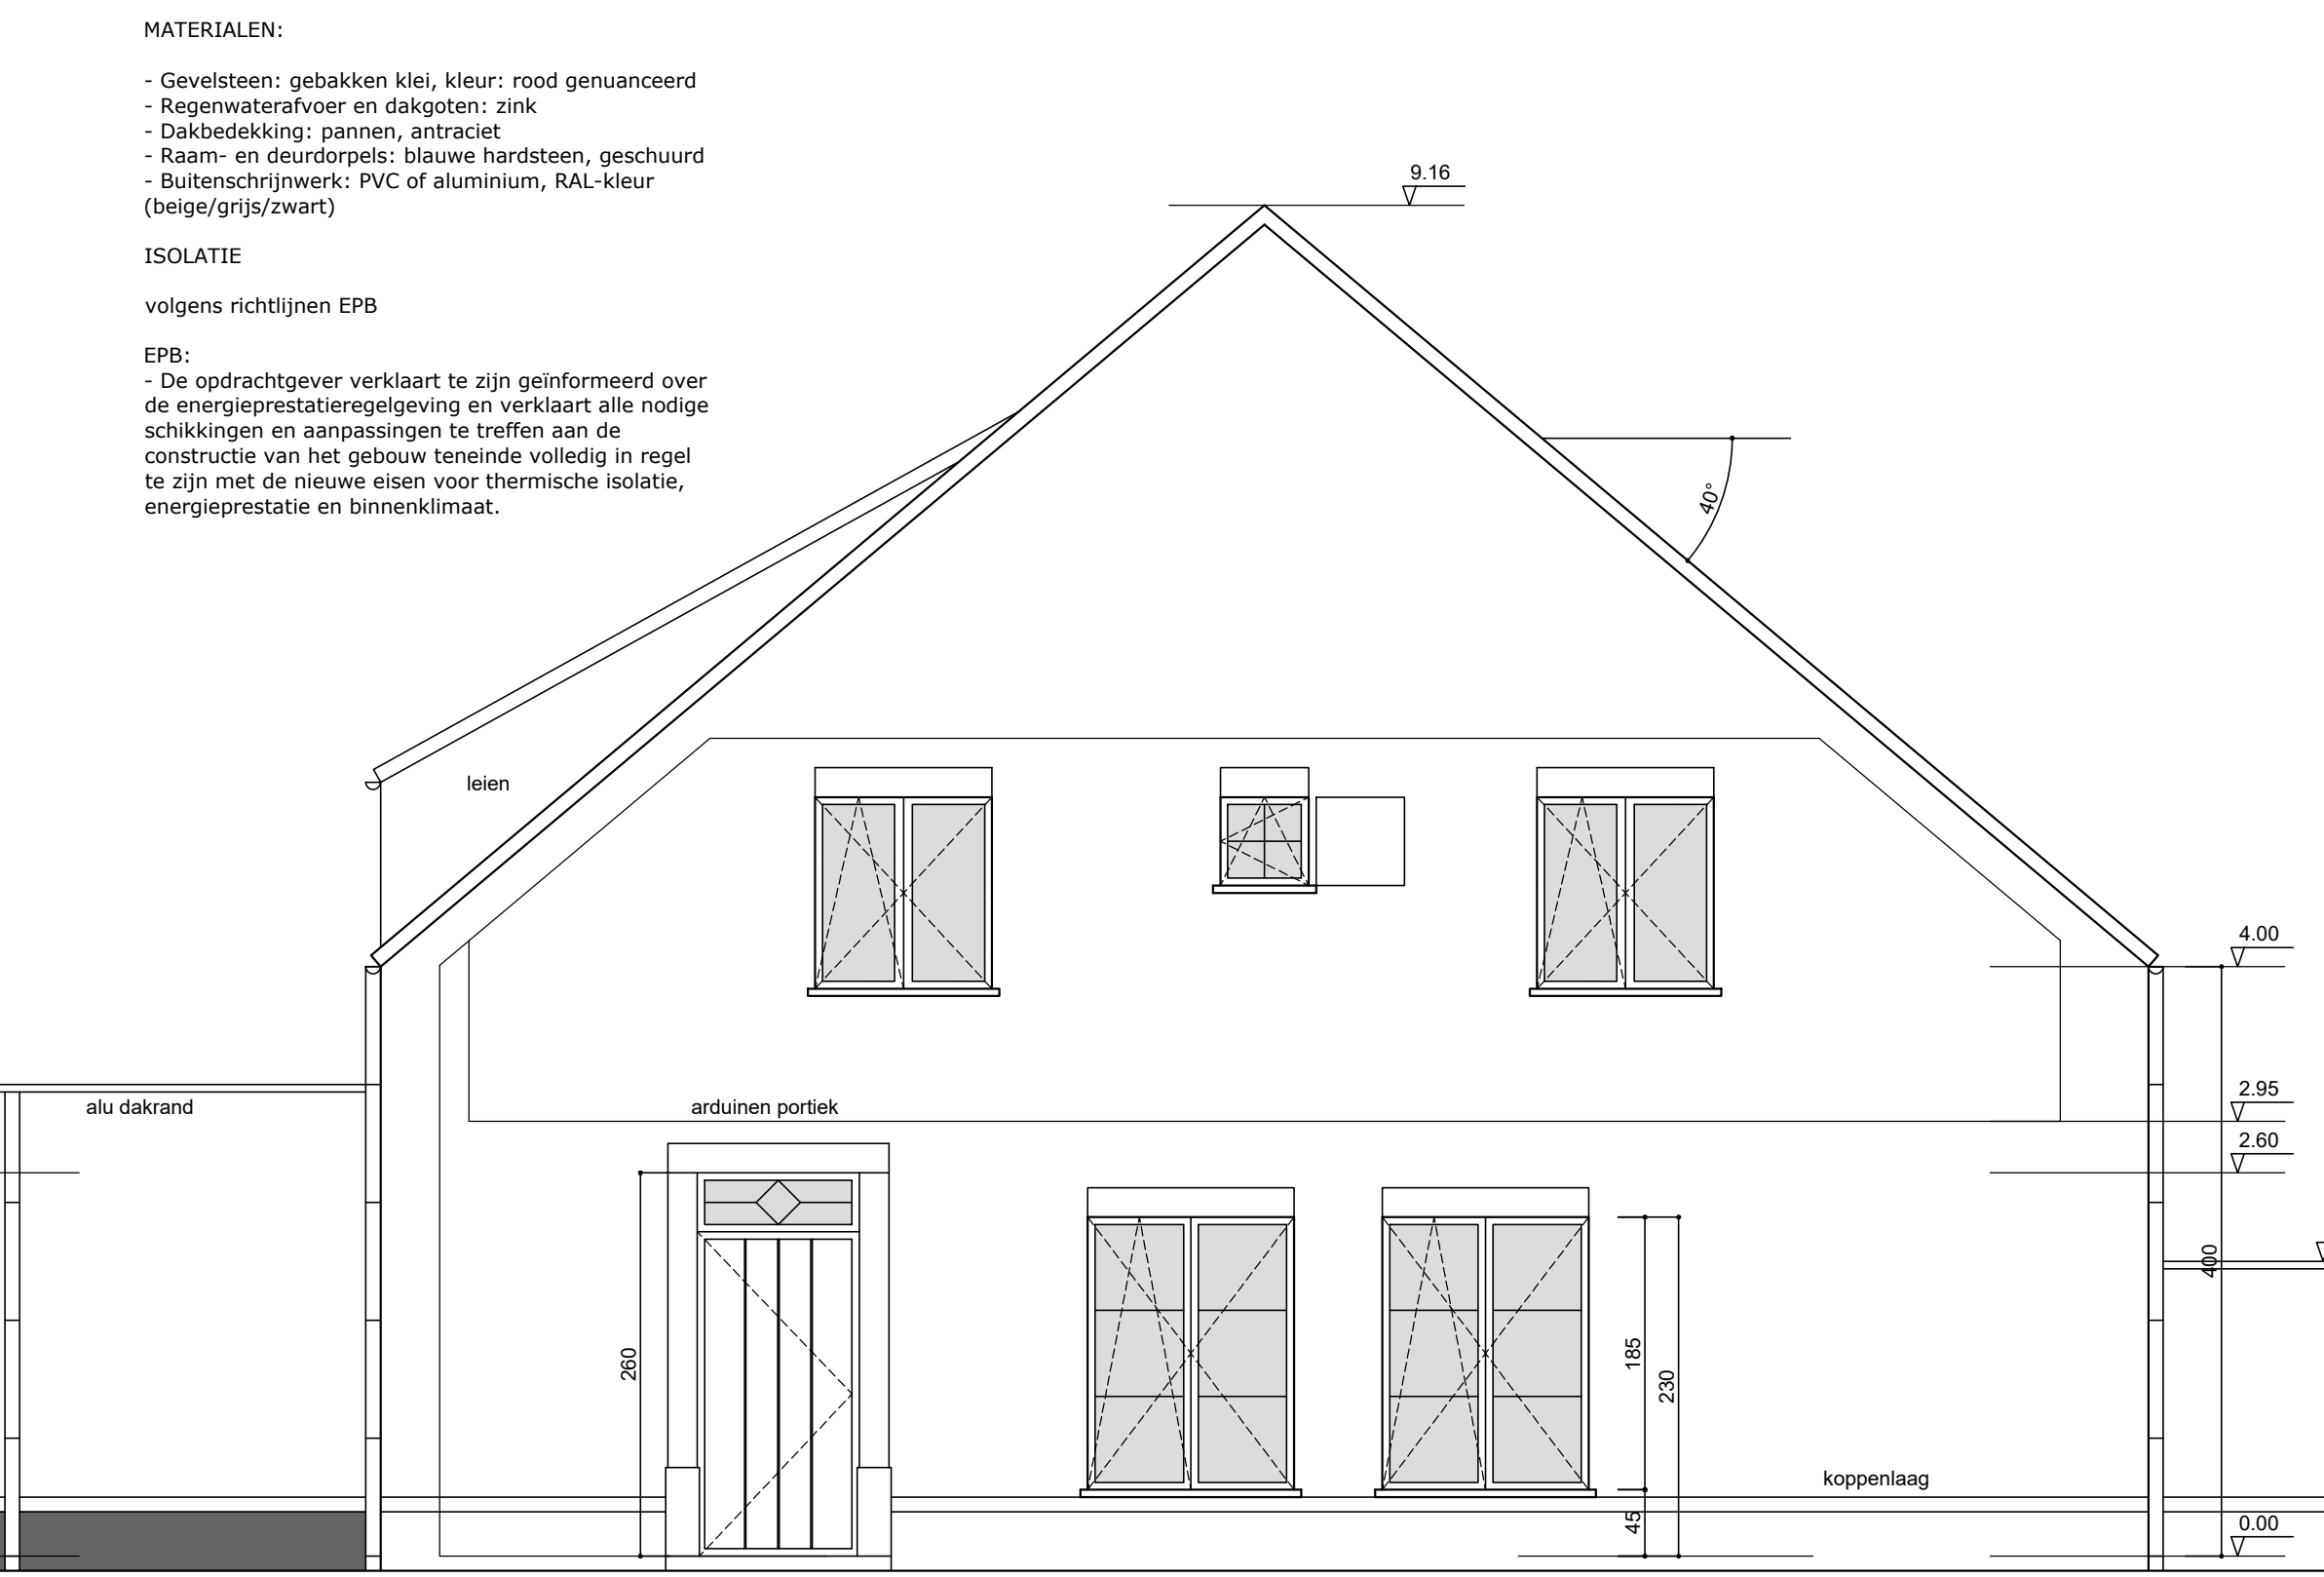 MATERIALEN:
- Gevelsteen: gebakken klei, kleur: rood genuanceerd
- Regenwaterafvoer en dakgoten: zink
- Dakbedekking: pannen, antraciet
- Raam- en deurdorpels: blauwe hardsteen, geschuurd
- Buitenschrijnwerk: PVC of aluminium, RAL-kleur
(beige/grijs/zwart)
ISOLATIE
volgens richtlijnen EPB
EPB:
- De opdrachtgever verklaart te zijn geïnformeerd over
de energieprestatieregelgeving en verklaart alle nodige
schikkingen en aanpassingen te treffen aan de
constructie van het gebouw teneinde volledig in regel
te zijn met de nieuwe eisen voor thermische isolatie,
energieprestatie en binnenklimaat.
9.16
40°
leien
4.00
2.95
alu dakrand
arduinen portiek
2.60
400
185
260
230
koppenlaag
45
0.00